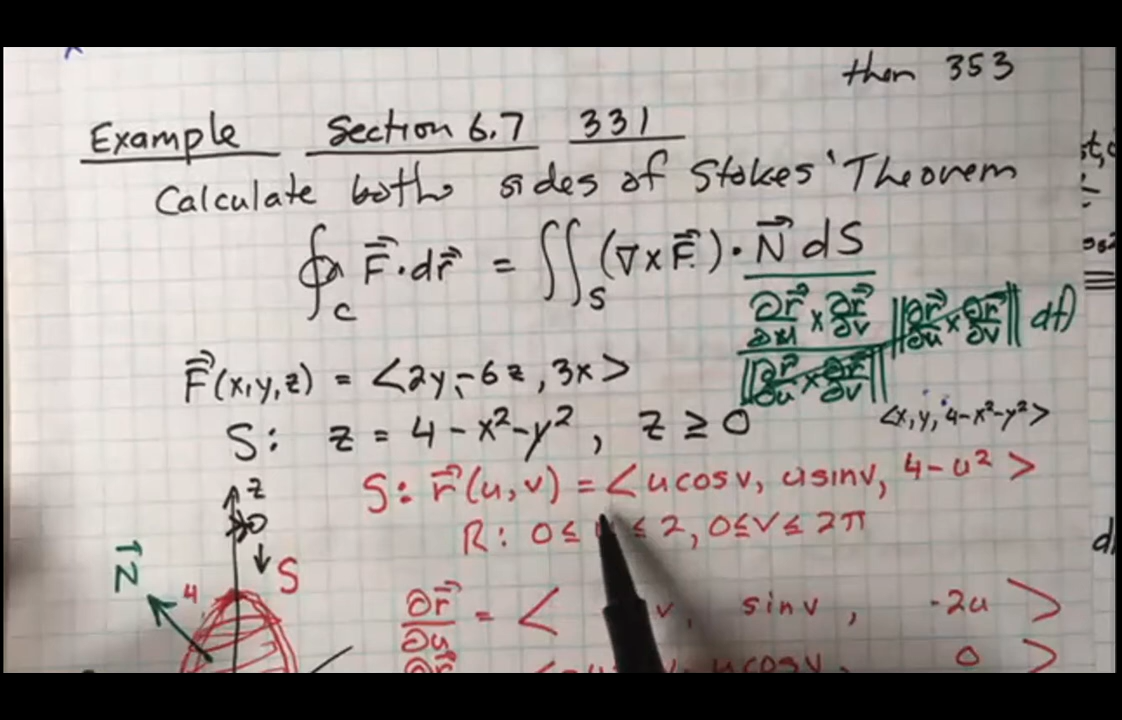 then 353
Example Section 6.7 331
Calculate both sides of Stokes' Theorem
∮_C F⃗ · dr⃗ = ∬_S (∇ × F⃗) · N⃗ dS
∂r⃗/∂u × ∂r⃗/∂v / ||∂r⃗/∂u × ∂r⃗/∂v|| ||∂r⃗/∂u × ∂r⃗/∂v||
F⃗(x,y,z) = <2y, -6z, 3x>
S: z = 4 - x² - y², z ≥ 0
<x, y, 4-x²-y²>
S: r⃗(u,v) = <u cos v, u sin v, 4-u²>
R: 0 ≤ ≤ 2, 0 ≤ v ≤ 2π
z
N⃗
S
4
∂r⃗/∂u = < v, sin v, -2u >
∂r⃗ u cos v, 0 >